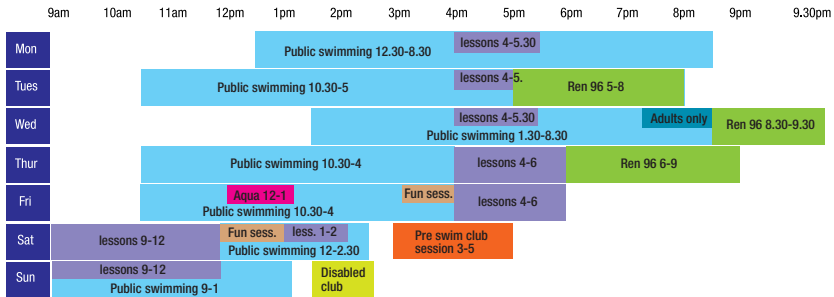 9am 10am 11am 12pm 1pm 2pm 3pm 4pm 5pm 6pm 7pm 8pm 9pm 9.30pm
Mon Public swimming 12.30-8.30 lessons 4-5.30
Tues Public swimming 10.30-5 lessons 4-5. Ren 96 5-8
Wed lessons 4-5.30 Adults only Ren 96 8.30-9.30
Public swimming 1.30-8.30
Thur Public swimming 10.30-4 lessons 4-6 Ren 96 6-9
Fri Aqua 12-1 Fun sess. lessons 4-6
Public swimming 10.30-4
Sat lessons 9-12 Fun sess. less. 1-2 Pre swim club
Public swimming 12-2.30 session 3-5
Sun lessons 9-12 Disabled
Public swimming 9-1 club